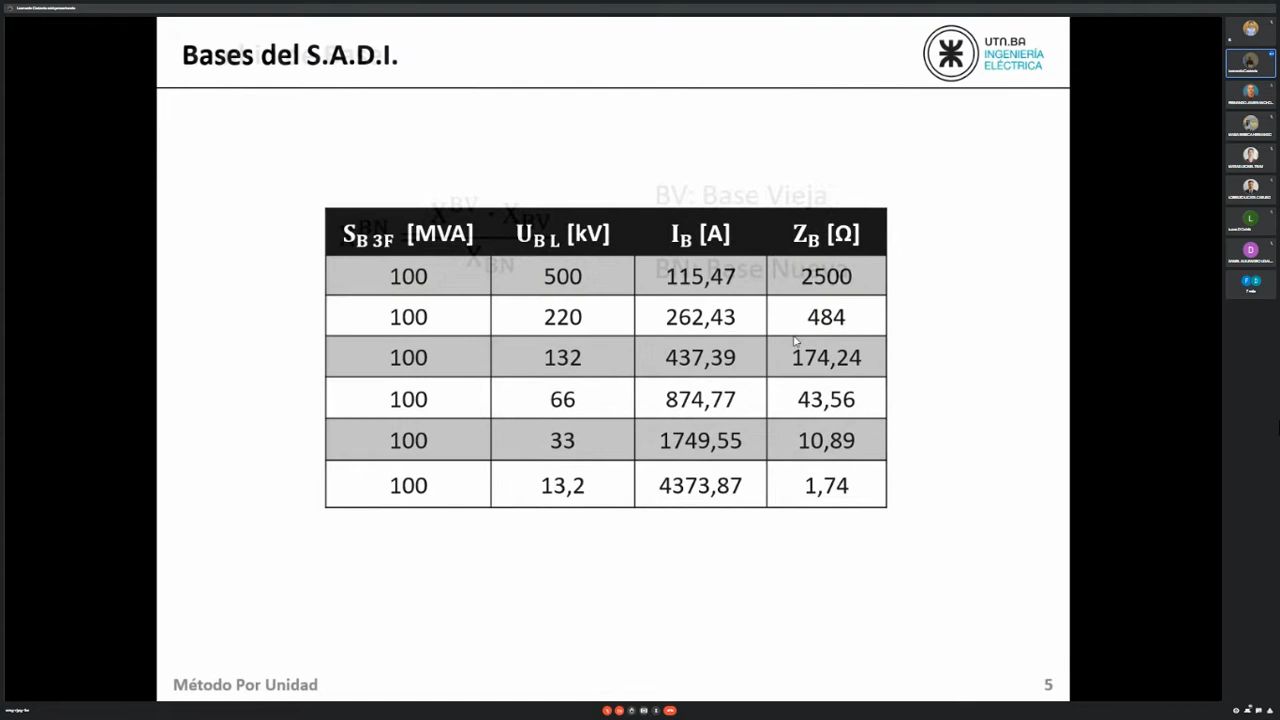 Bases del S.A.D.I.
UTN.BA
INGENIERÍA
ELÉCTRICA
BV: Base Vieja
BN: Base Nueva
S_B 3F [MVA] U_B L [kV] I_B [A] Z_B [Ω]
100 500 115,47 2500
100 220 262,43 484
100 132 437,39 174,24
100 66 874,77 43,56
100 33 1749,55 10,89
100 13,2 4373,87 1,74
Método Por Unidad 5